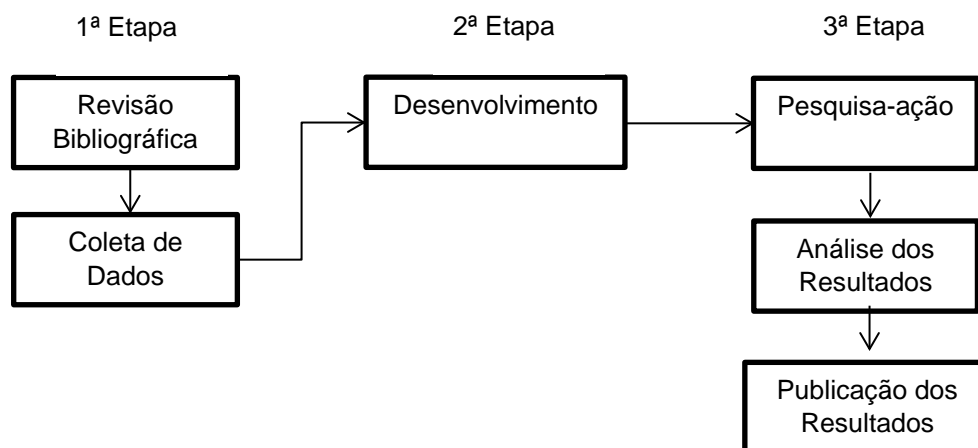 1ª Etapa
Revisão
Bibliográfica
Coleta de
Dados
2ª Etapa
Desenvolvimento
3ª Etapa
Pesquisa-ação
Análise dos
Resultados
Publicação dos
Resultados